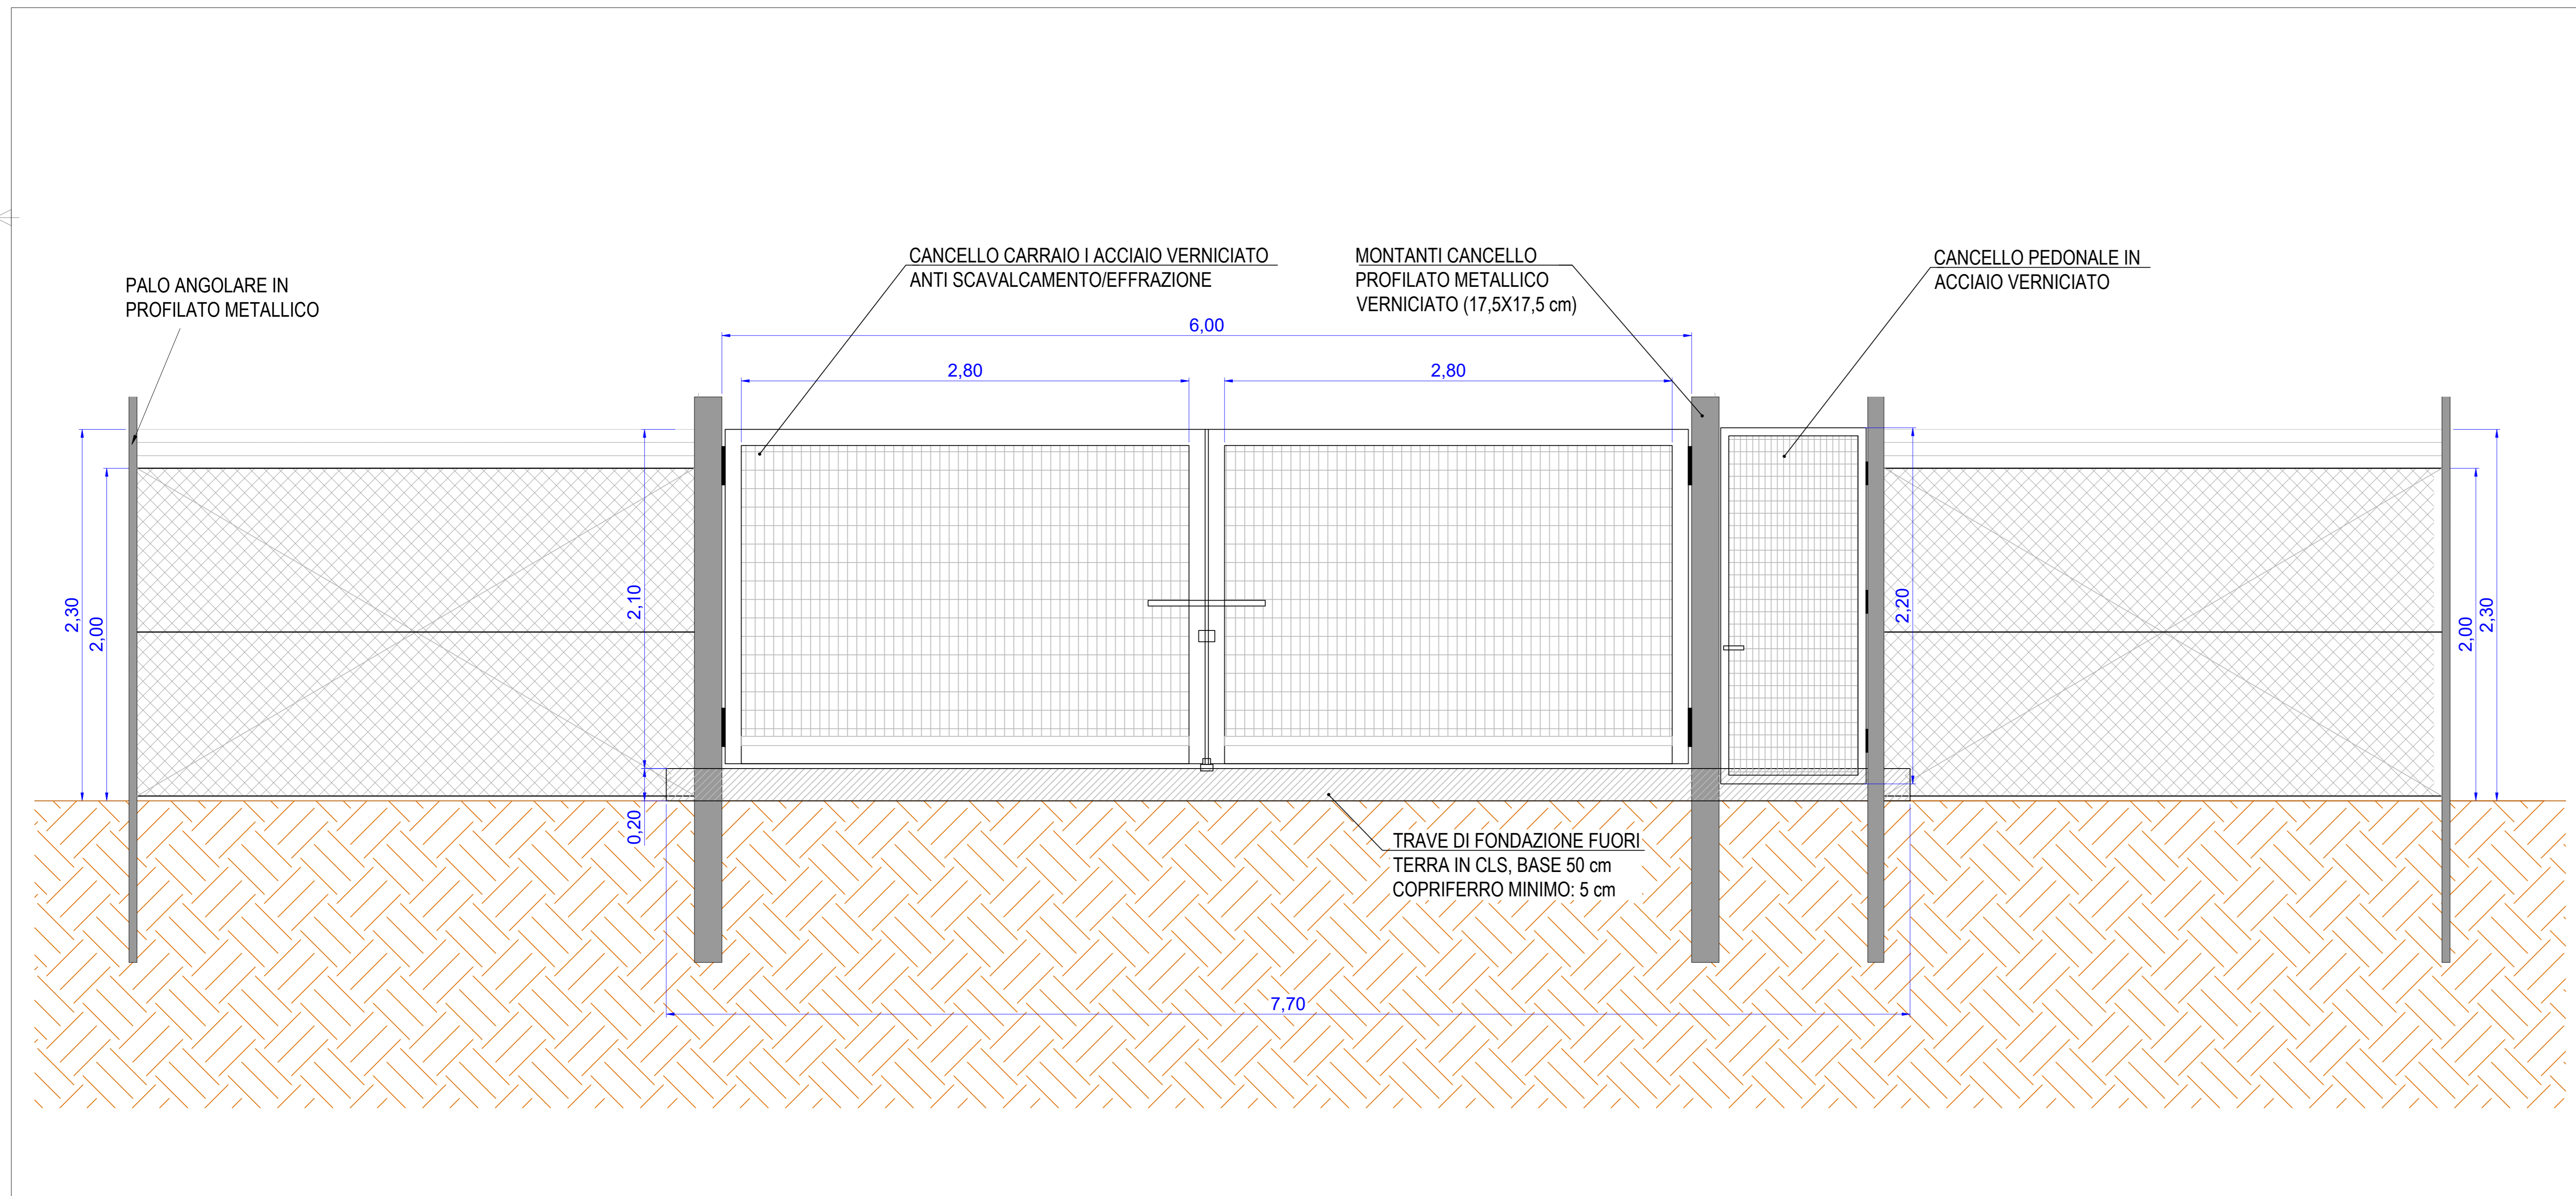 CANCELLO CARRAIO I ACCIAIO VERNICIATO
ANTI SCAVALCAMENTO/EFFRAZIONE
MONTANTI CANCELLO
PROFILATO METALLICO
VERNICIATO (17,5X17,5 cm)
CANCELLO PEDONALE IN
ACCIAIO VERNICIATO
PALO ANGOLARE IN
PROFILATO METALLICO
6,00
2,80
2,80
2,30
2,00
2,10
2,20
2,00
2,30
0,20
TRAVE DI FONDAZIONE FUORI
TERRA IN CLS, BASE 50 cm
COPRIFERRO MINIMO: 5 cm
7,70